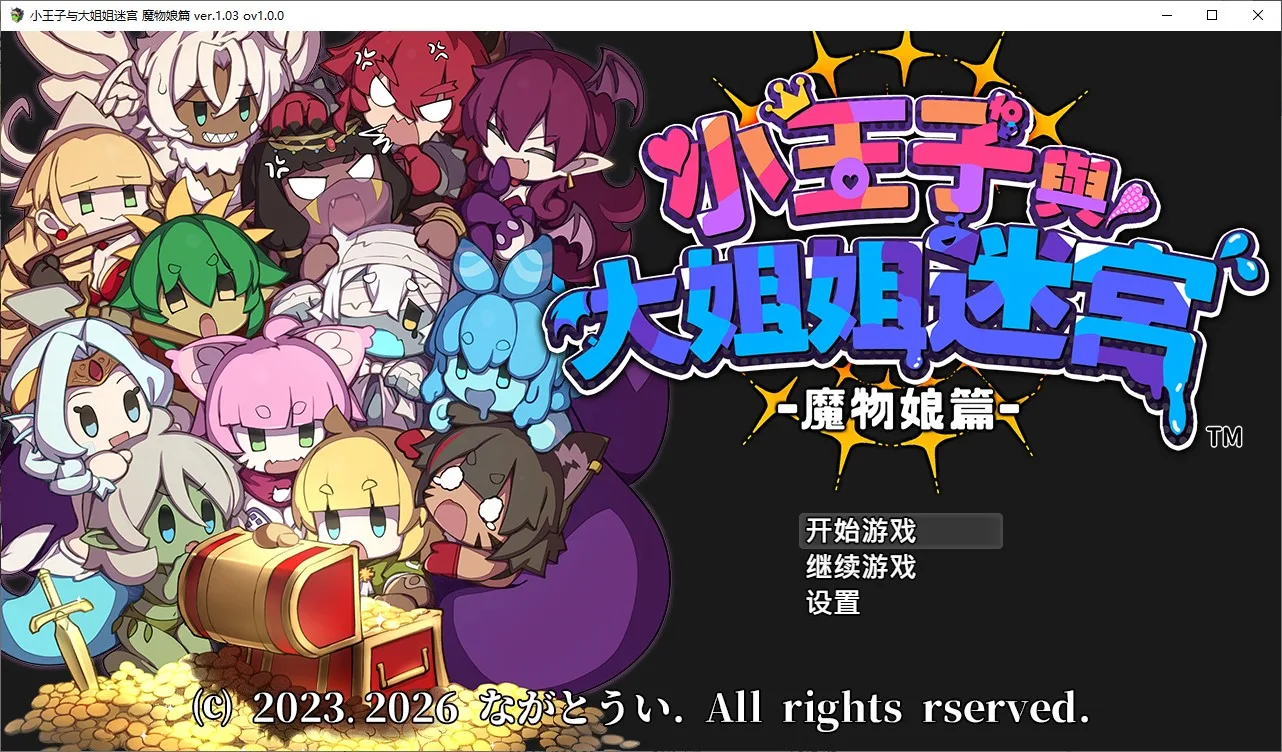 小王子与大姐姐迷宫 魔物娘篇 ver.1.03 ov1.0.0
小王子與
大姐姐迷宮
-魔物娘篇-
TM
开始游戏
继续游戏
设置
(c) 2023.2026 ながとうい. All rights rserved.